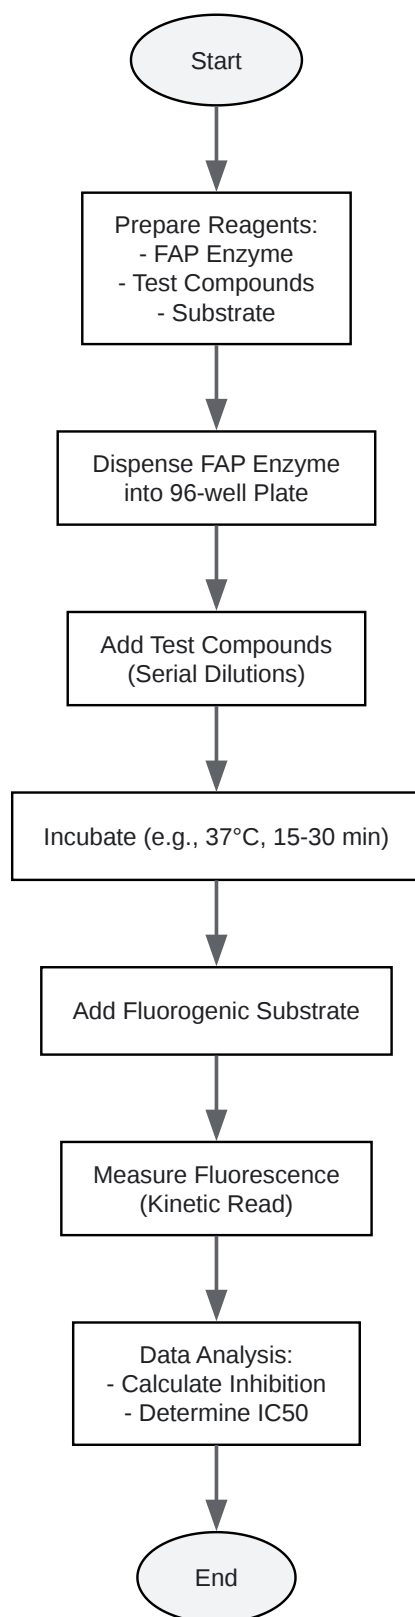 Start
Prepare Reagents:
- FAP Enzyme
- Test Compounds
- Substrate
Dispense FAP Enzyme
into 96-well Plate
Add Test Compounds
(Serial Dilutions)
Incubate (e.g., 37°C, 15-30 min)
Add Fluorogenic Substrate
Measure Fluorescence
(Kinetic Read)
Data Analysis:
- Calculate Inhibition
- Determine IC50
End